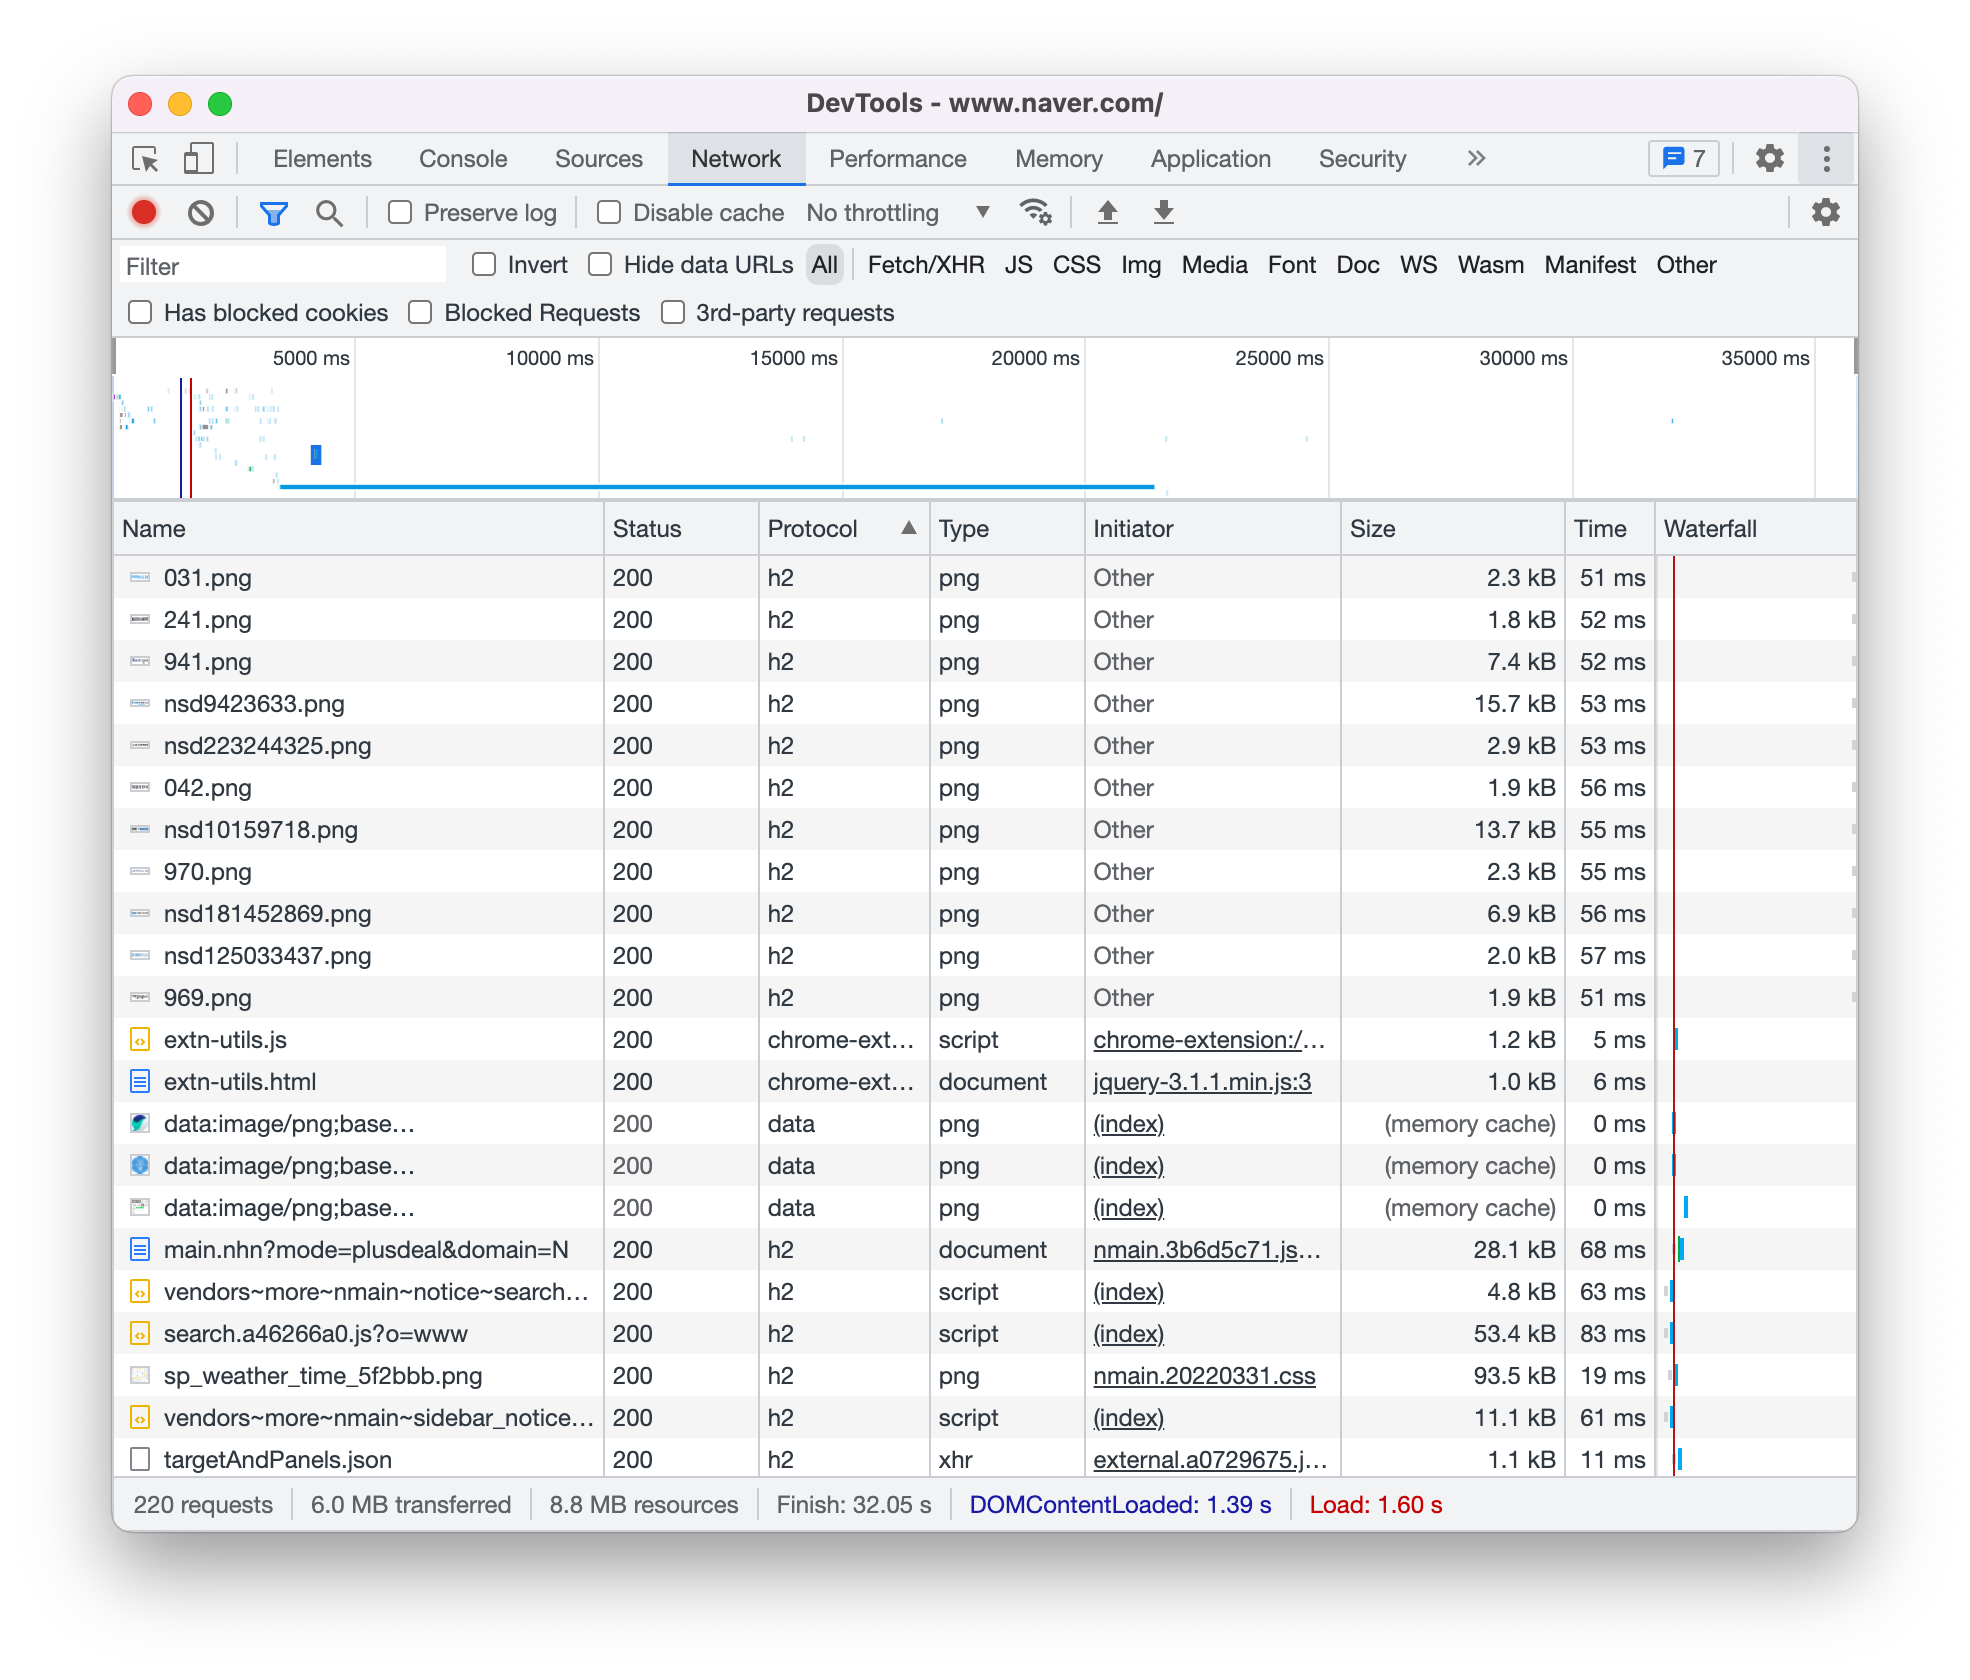 DevTools - www.naver.com/
Elements Console Sources Network Performance Memory Application Security » 7
Preserve log Disable cache No throttling
Filter Invert Hide data URLs All Fetch/XHR JS CSS Img Media Font Doc WS Wasm Manifest Other
Has blocked cookies Blocked Requests 3rd-party requests
5000 ms 10000 ms 15000 ms 20000 ms 25000 ms 30000 ms 35000 ms
Name Status Protocol Type Initiator Size Time Waterfall
031.png 200 h2 png Other 2.3 kB 51 ms
241.png 200 h2 png Other 1.8 kB 52 ms
941.png 200 h2 png Other 7.4 kB 52 ms
nsd9423633.png 200 h2 png Other 15.7 kB 53 ms
nsd223244325.png 200 h2 png Other 2.9 kB 53 ms
042.png 200 h2 png Other 1.9 kB 56 ms
nsd10159718.png 200 h2 png Other 13.7 kB 55 ms
970.png 200 h2 png Other 2.3 kB 55 ms
nsd181452869.png 200 h2 png Other 6.9 kB 56 ms
nsd125033437.png 200 h2 png Other 2.0 kB 57 ms
969.png 200 h2 png Other 1.9 kB 51 ms
extn-utils.js 200 chrome-ext… script chrome-extension:/… 1.2 kB 5 ms
extn-utils.html 200 chrome-ext… document jquery-3.1.1.min.js:3 1.0 kB 6 ms
data:image/png;base… 200 data png (index) (memory cache) 0 ms
data:image/png;base… 200 data png (index) (memory cache) 0 ms
data:image/png;base… 200 data png (index) (memory cache) 0 ms
main.nhn?mode=plusdeal&domain=N 200 h2 document nmain.3b6d5c71.js… 28.1 kB 68 ms
vendors~more~nmain~notice~search… 200 h2 script (index) 4.8 kB 63 ms
search.a46266a0.js?o=www 200 h2 script (index) 53.4 kB 83 ms
sp_weather_time_5f2bbb.png 200 h2 png nmain.20220331.css 93.5 kB 19 ms
vendors~more~nmain~sidebar_notice… 200 h2 script (index) 11.1 kB 61 ms
targetAndPanels.json 200 h2 xhr external.a0729675.j… 1.1 kB 11 ms
220 requests 6.0 MB transferred 8.8 MB resources Finish: 32.05 s DOMContentLoaded: 1.39 s Load: 1.60 s